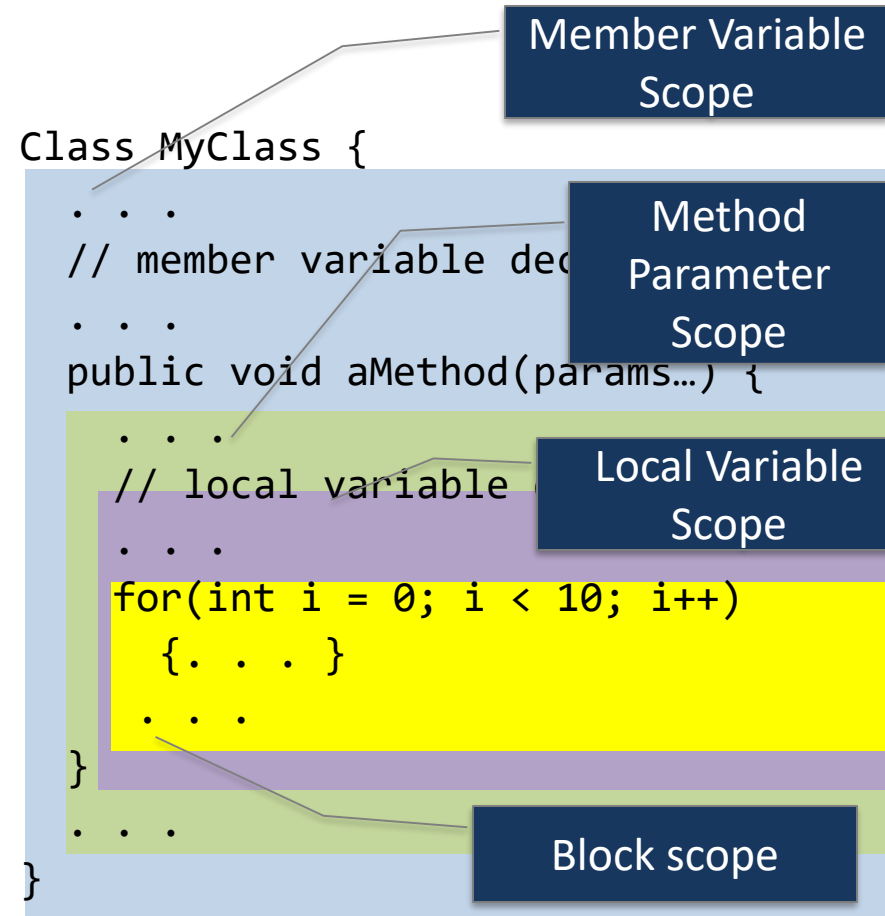 Member Variable
Scope
Class MyClass {
. . .
Method
Parameter
Scope
// member variable
. . .
public void aMethod(params…) {
. . .
Local Variable
Scope
// local variable
. . .
for(int i = 0; i < 10; i++)
{. . . }
. . .
}
. . .
Block scope
}